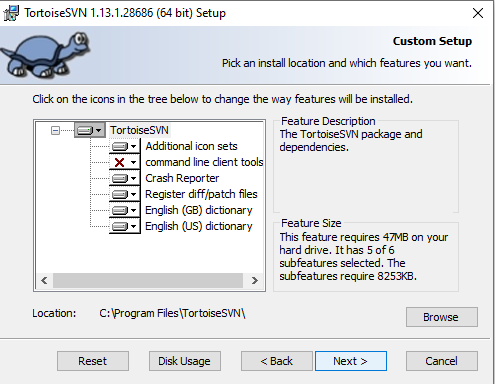 TortoiseSVN 1.13.1.28686 (64 bit) Setup
Custom Setup
Pick an install location and which features you want.
Click on the icons in the tree below to change the way features will be installed.
TortoiseSVN
Additional icon sets
command line client tools
Crash Reporter
Register diff/patch files
English (GB) dictionary
English (US) dictionary
Feature Description
The TortoiseSVN package and
dependencies.
Feature Size
This feature requires 47MB on your
hard drive. It has 5 of 6
subfeatures selected. The
subfeatures require 8253KB.
Location: C:\Program Files\TortoiseSVN\
Browse
Reset Disk Usage < Back Next > Cancel